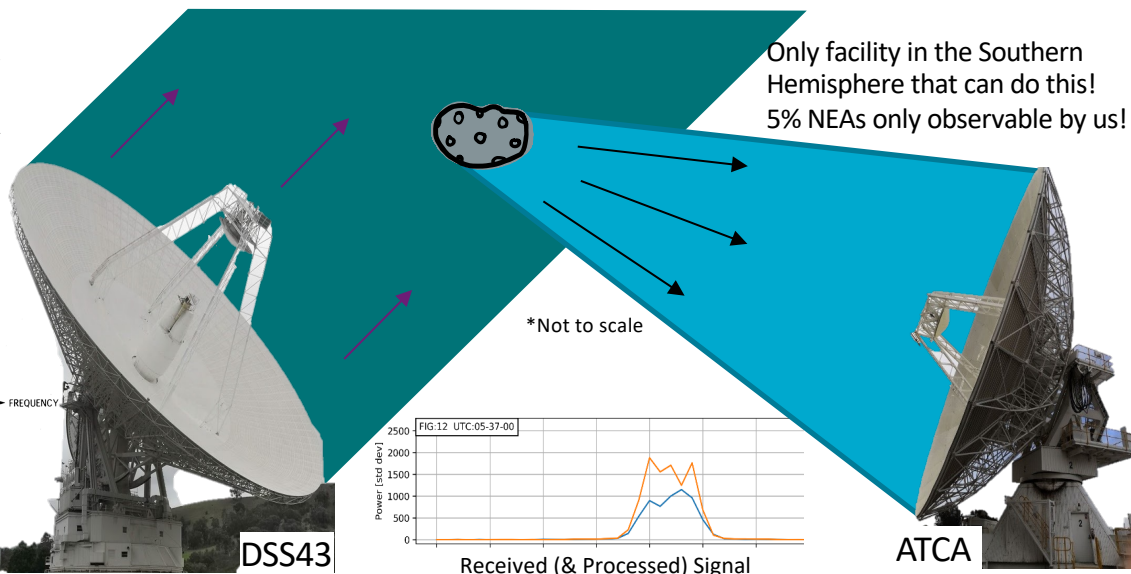 Only facility in the Southern
Hemisphere that can do this!
5% NEAs only observable by us!
*Not to scale
FREQUENCY
FIG:12 UTC:05-37-00
2500
2000
1500
1000
500
0
Power [std dev]
DSS43
Received (& Processed) Signal
2
ATCA